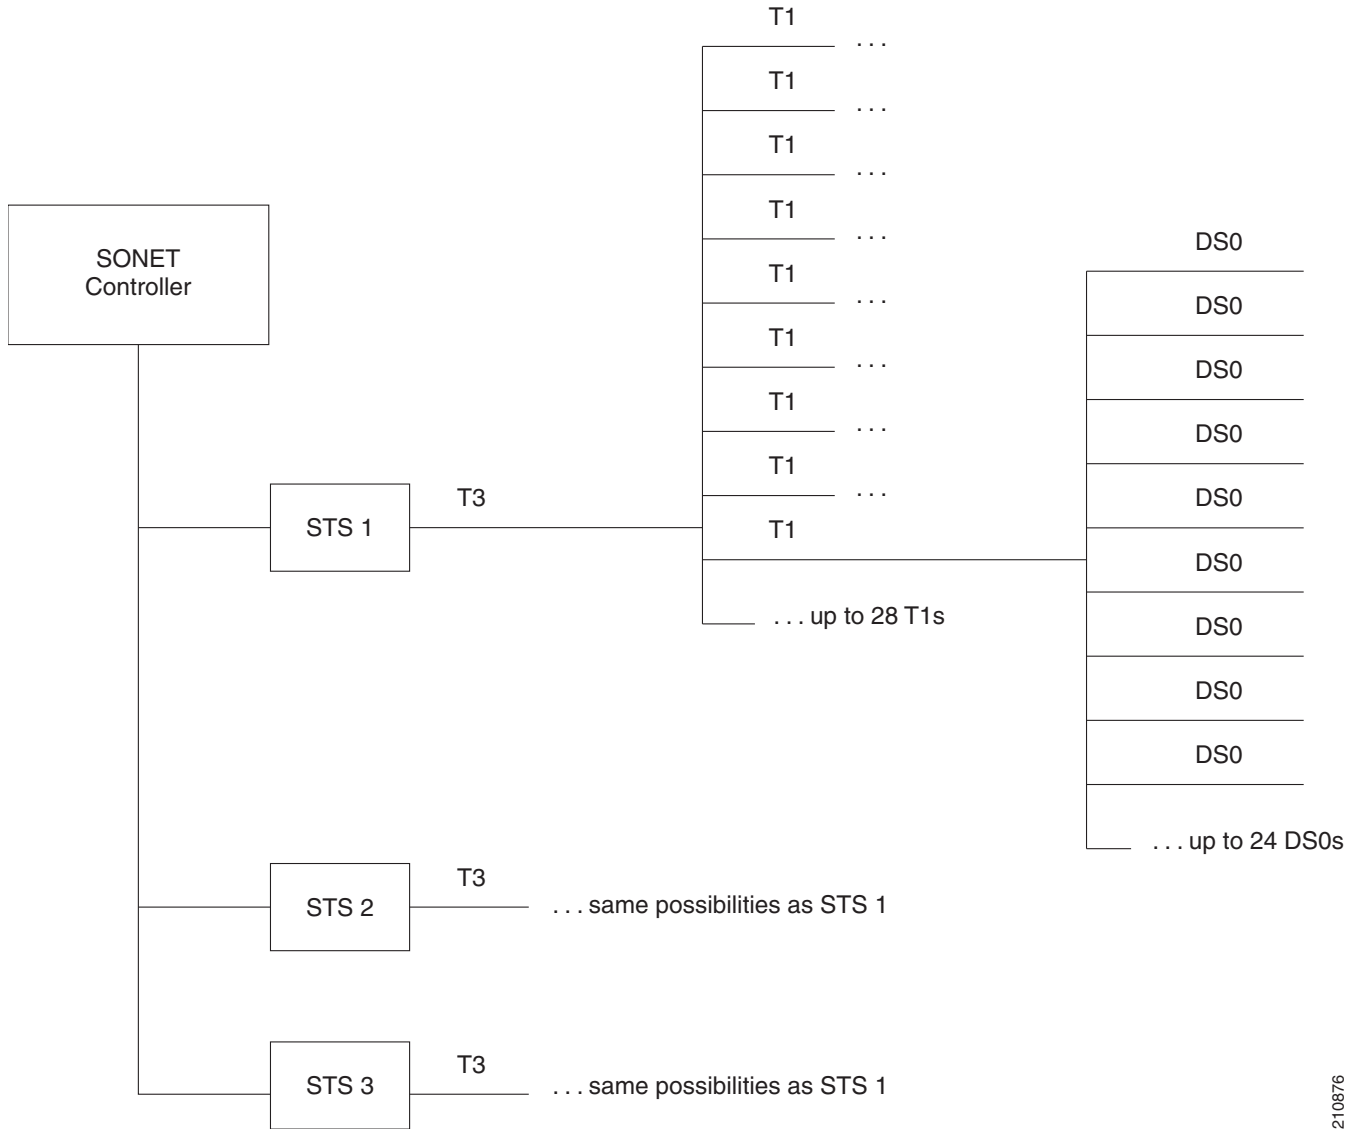 T1
. . .
T1
. . .
T1
. . .
T1
. . .
T1
. . .
T1
. . .
T1
. . .
T1
. . .
T1
. . . up to 28 T1s
SONET
Controller
STS 1
T3
DS0
DS0
DS0
DS0
DS0
DS0
DS0
DS0
DS0
. . . up to 24 DS0s
STS 2
T3
. . . same possibilities as STS 1
STS 3
T3
. . . same possibilities as STS 1
210876